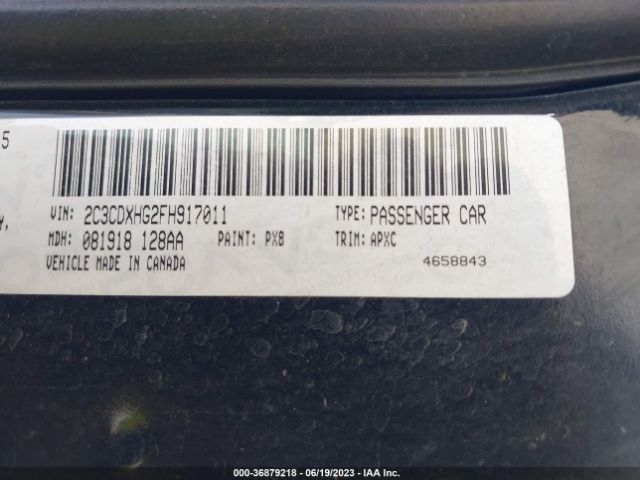 5
VIN: 2C3CDXHG2FH917011 TYPE: PASSENGER CAR
Y.
MDH: 081918 128AA PAINT: PX8 TRIM: APXC
VEHICLE MADE IN CANADA 4658843
000-36879218 - 06/19/2023 - IAA Inc.